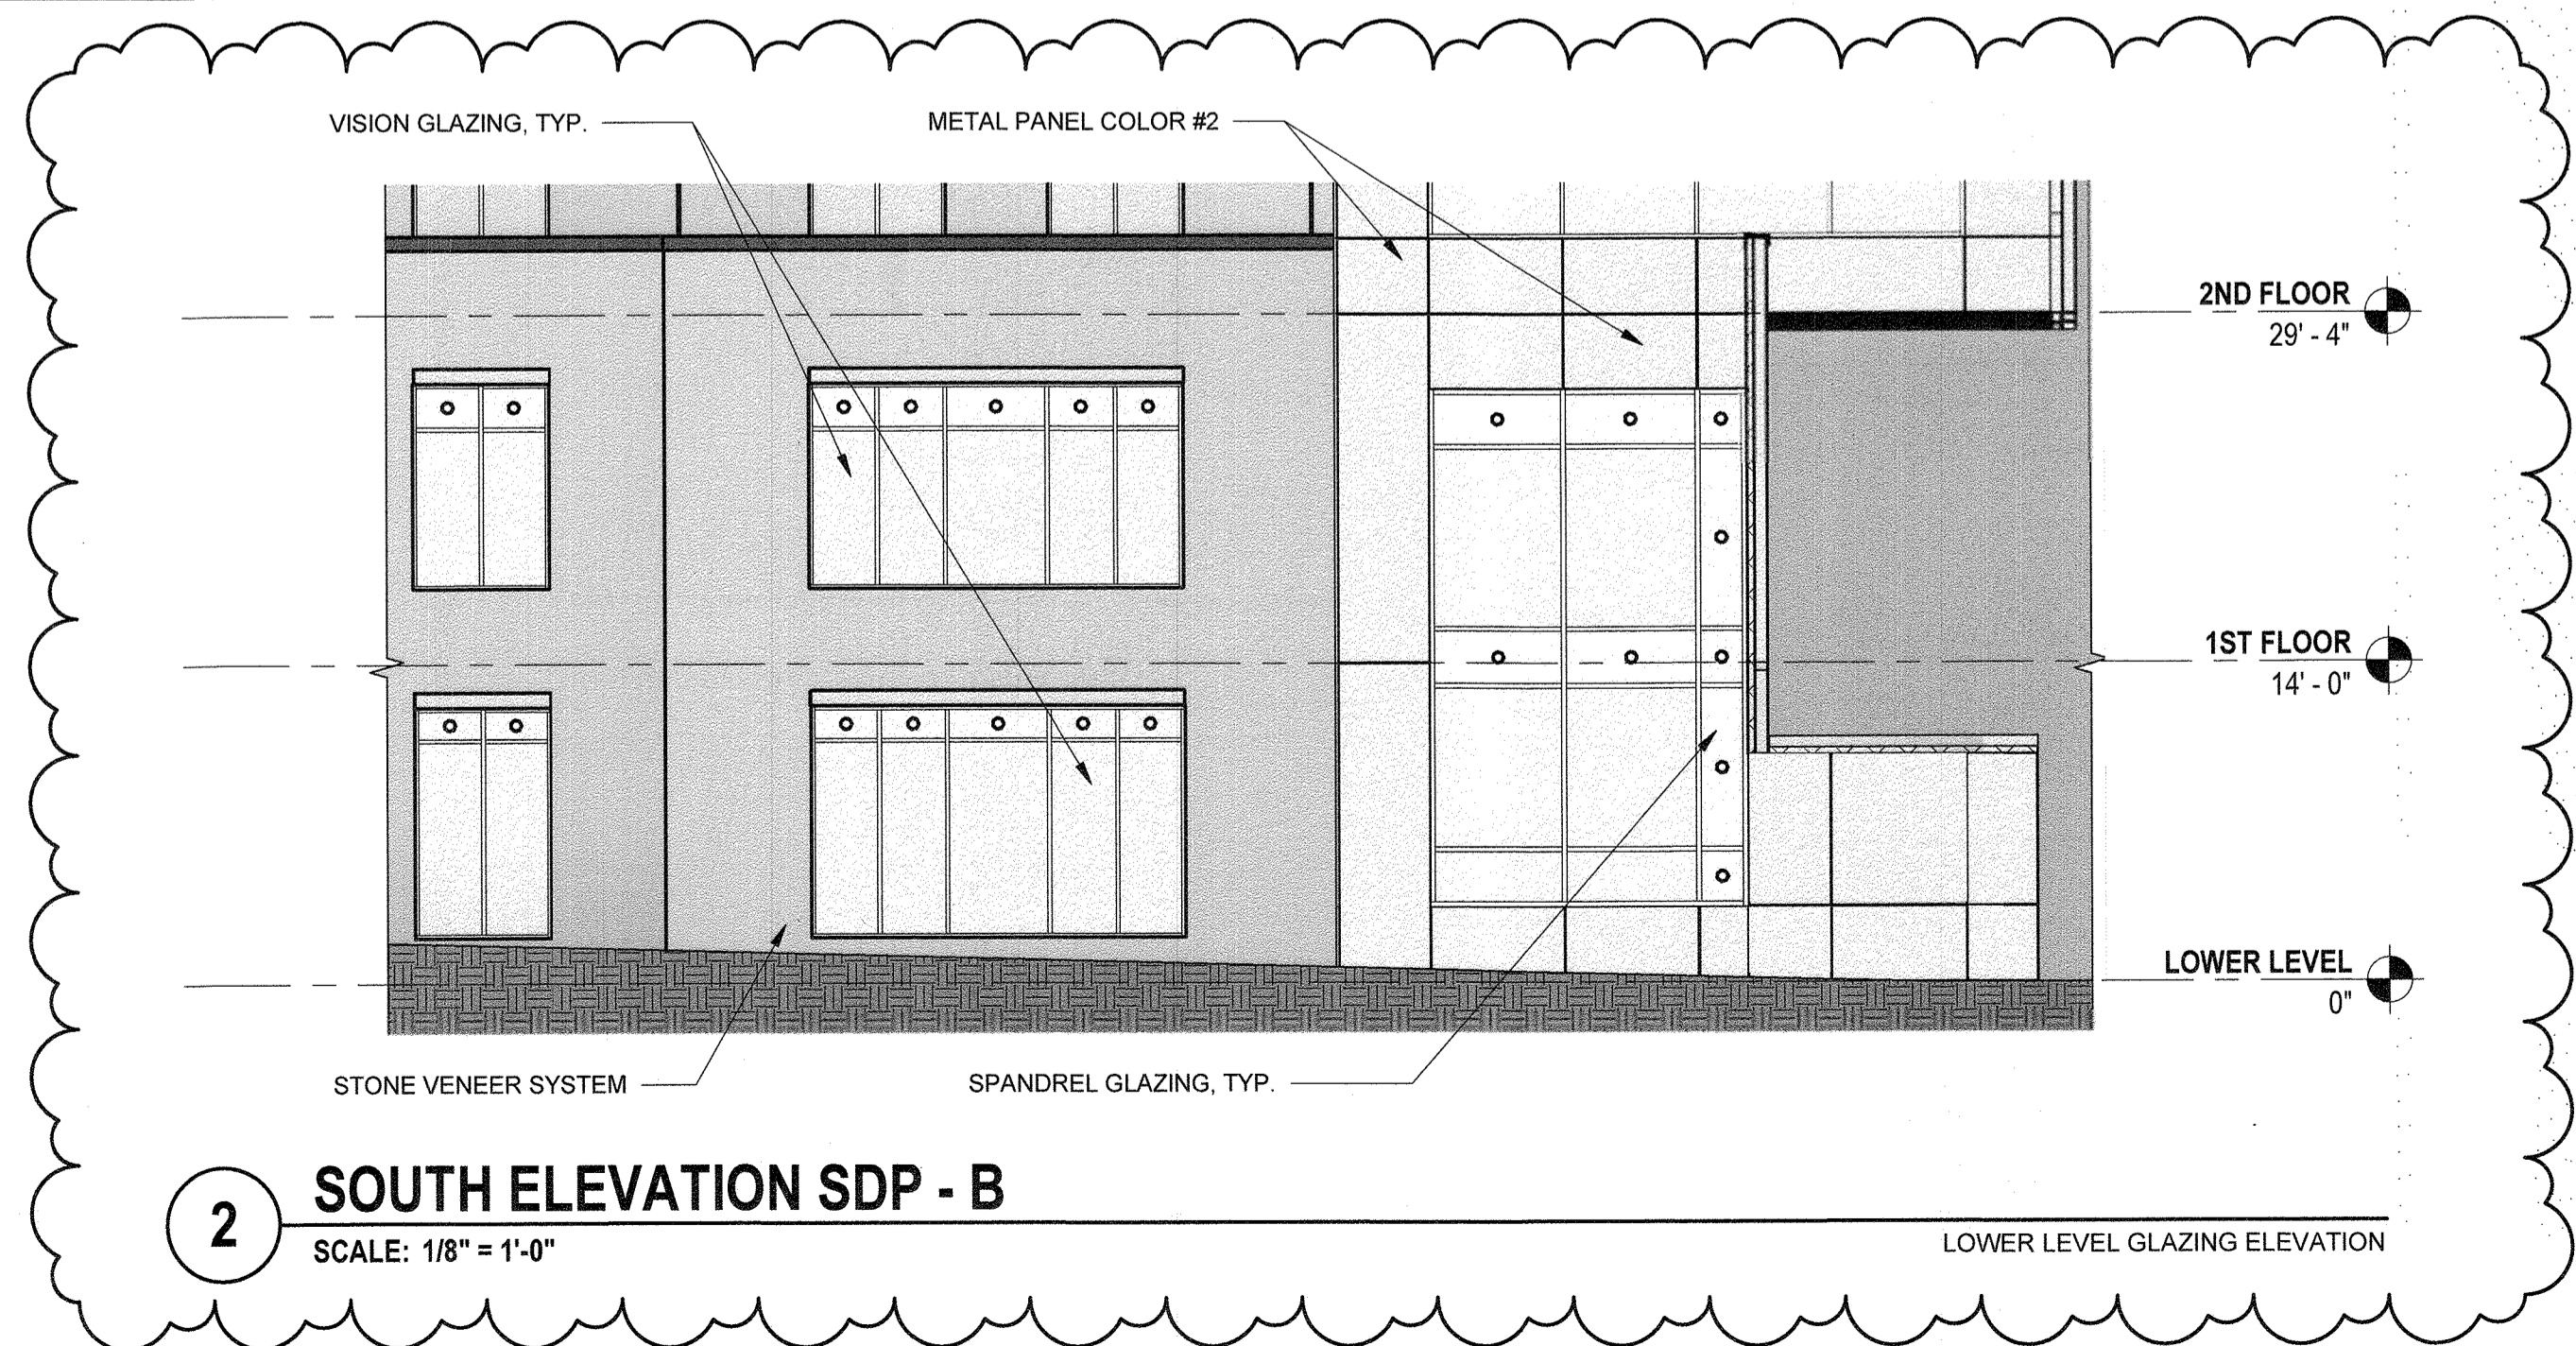 VISION GLAZING, TYP.
METAL PANEL COLOR #2
2ND FLOOR
29' - 4"
1ST FLOOR
14' - 0"
LOWER LEVEL
0"
STONE VENEER SYSTEM
SPANDREL GLAZING, TYP.
2
SOUTH ELEVATION SDP - B
SCALE: 1/8" = 1'-0"
LOWER LEVEL GLAZING ELEVATION